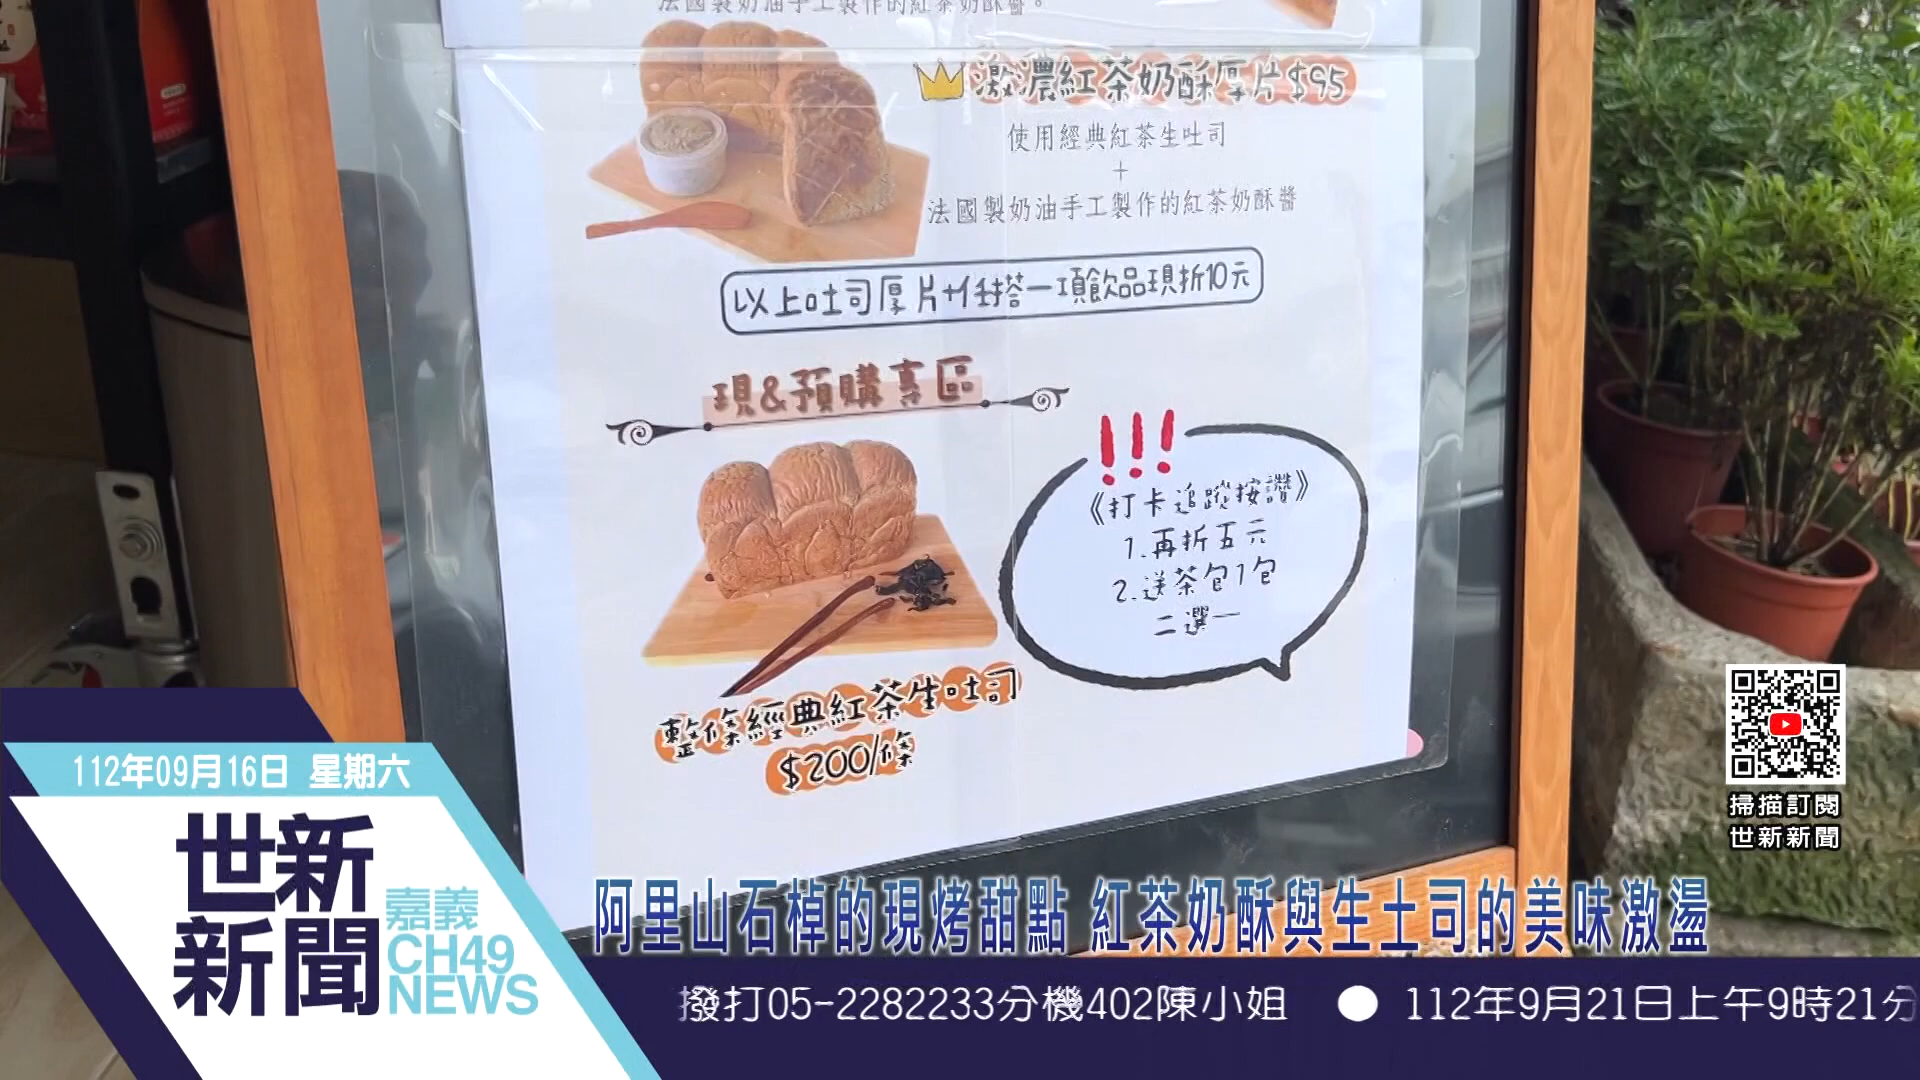 法國製奶油手工製作的紅茶奶酥醬。
激濃紅茶奶酥厚片$95
使用經典紅茶生吐司
+
法國製奶油手工製作的紅茶奶酥醬
以上吐司厚片任搭一項飲品現折10元
現&預購專區
!!!
《打卡追蹤按讚》
1.再折五元
2.送茶包1包
二選一
整條經典紅茶生吐司
$200/條
掃描訂閱
世新新聞
112年09月16日 星期六
世新
新聞
嘉義
CH49
NEWS
阿里山石棹的現烤甜點 紅茶奶酥與生土司的美味激盪
撥打05-2282233分機402陳小姐 ● 112年9月21日上午9時21分